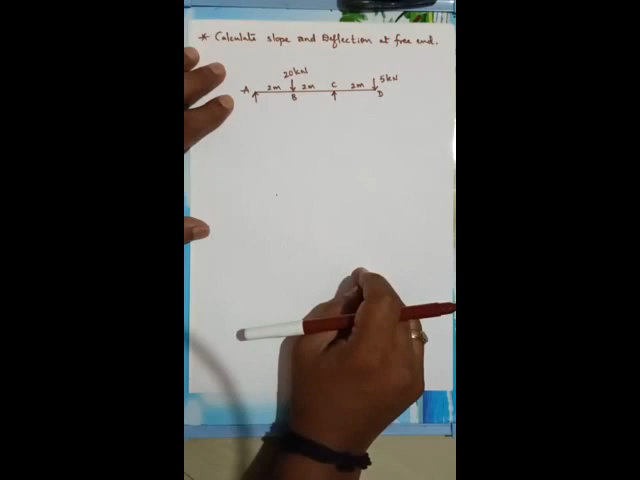 * Calculate slope and Deflection at free end.
20kN
5kN
A 2m 2m C 2m
B D